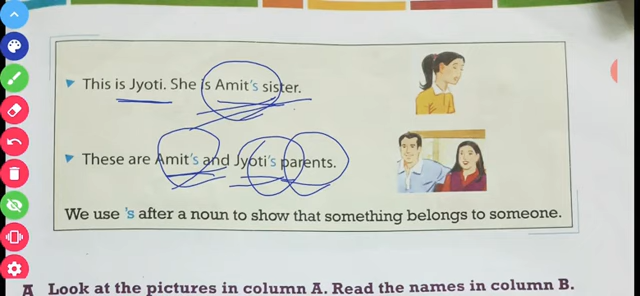 This is Jyoti. She is Amit's sister.
These are Amit's and Jyoti's parents.
We use 's after a noun to show that something belongs to someone.
A Look at the pictures in column A. Read the names in column B.